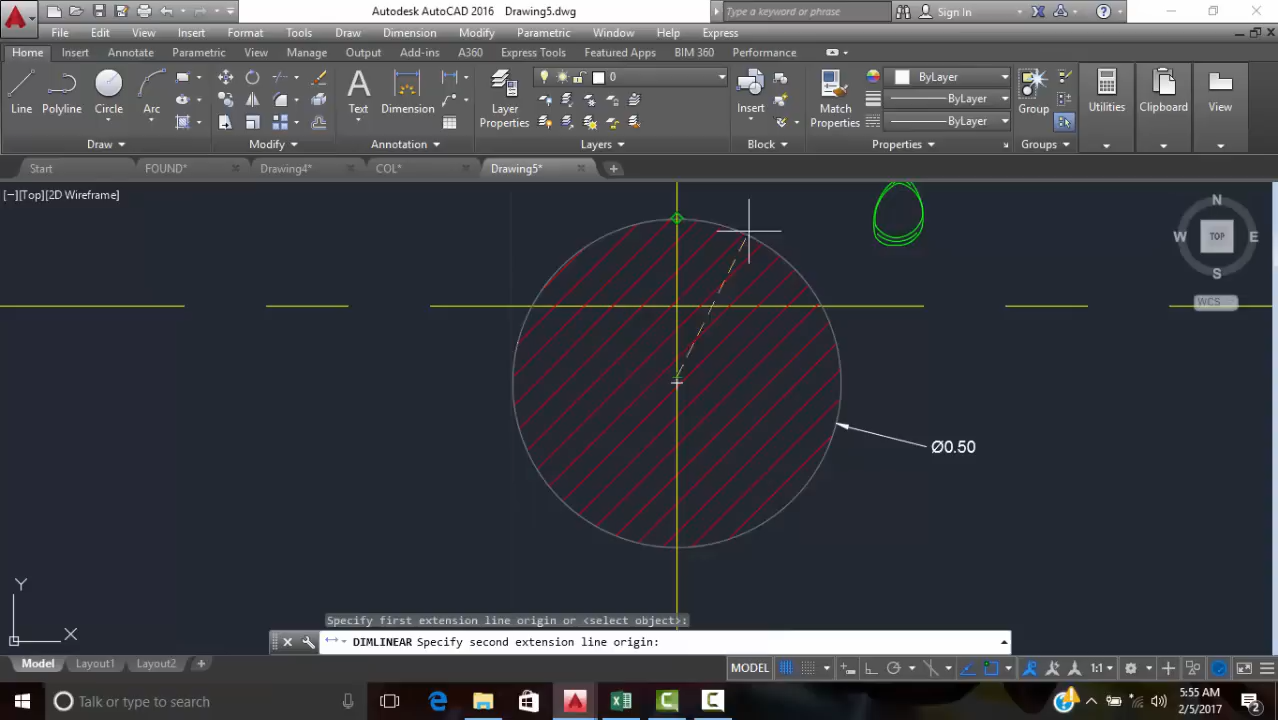 Autodesk AutoCAD 2016 Drawing5.dwg
Type a keyword or phrase
Sign In
File Edit View Insert Format Tools Draw Dimension Modify Parametric Window Help Express
Home Insert Annotate Parametric View Manage Output Add-ins A360 Express Tools Featured Apps BIM 360 Performance
Line Polyline Circle Arc
Text Dimension
Layer Properties
0
Insert
Match Properties
ByLayer
ByLayer
ByLayer
Group
Utilities
Clipboard
View
Draw Modify Annotation Layers Block Properties Groups
Start FOUND* Drawing4* COL* Drawing5*
[−][Top][2D Wireframe]
N
W TOP E
S
WCS
Ø0.50
Y
X
Specify first extension line origin or <select object>:
DIMLINEAR Specify second extension line origin:
Model Layout1 Layout2
MODEL
1:1
Talk or type here
5:55 AM
2/5/2017
2